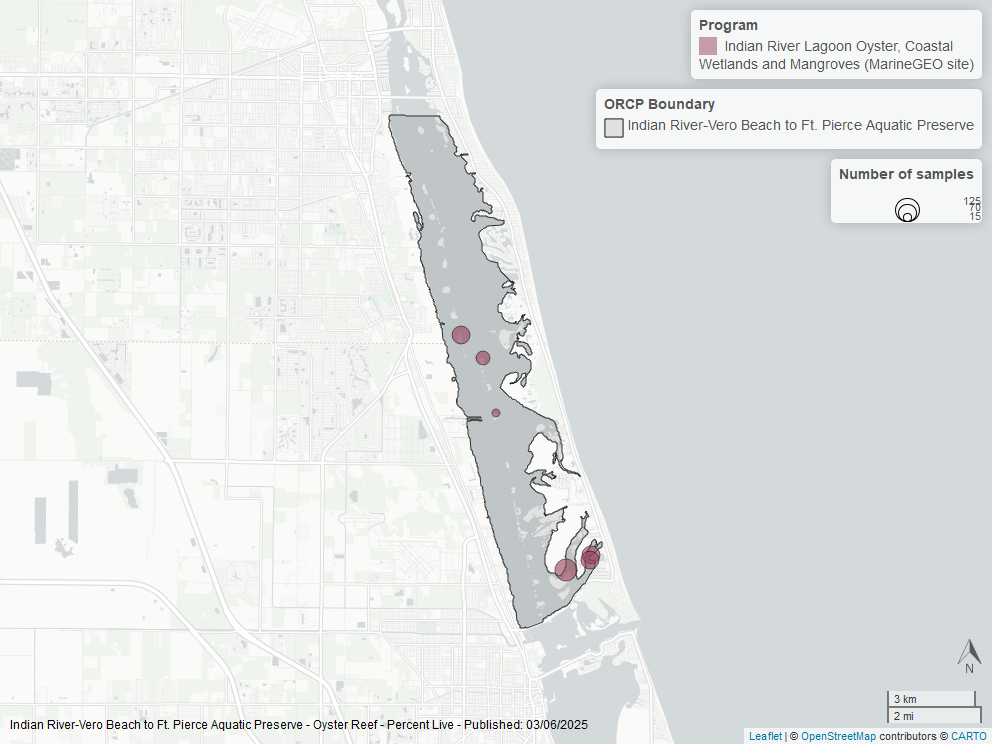 Program
Indian River Lagoon Oyster, Coastal
Wetlands and Mangroves (MarineGEO site)
ORCP Boundary
Indian River-Vero Beach to Ft. Pierce Aquatic Preserve
Number of samples
125
70
15
N
3 km
2 mi
Indian River-Vero Beach to Ft. Pierce Aquatic Preserve - Oyster Reef - Percent Live - Published: 03/06/2025
Leaflet | © OpenStreetMap contributors © CARTO